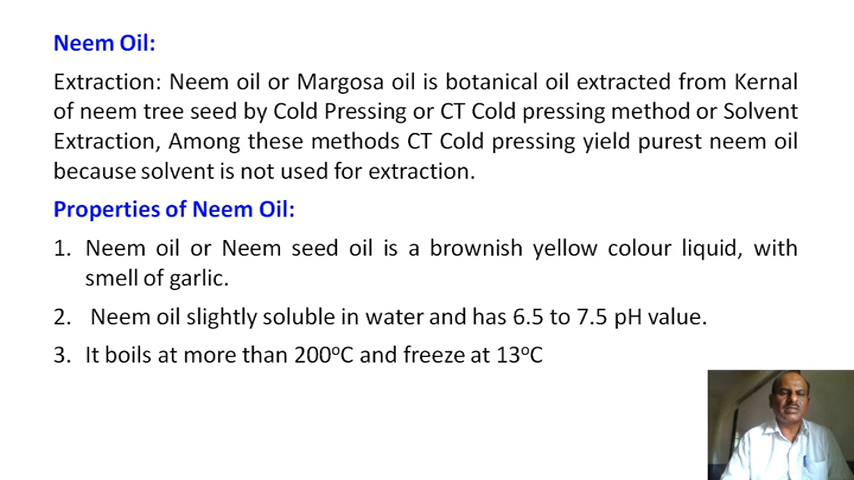 Neem Oil:
Extraction: Neem oil or Margosa oil is botanical oil extracted from Kernal
of neem tree seed by Cold Pressing or CT Cold pressing method or Solvent
Extraction, Among these methods CT Cold pressing yield purest neem oil
because solvent is not used for extraction.
Properties of Neem Oil:
1. Neem oil or Neem seed oil is a brownish yellow colour liquid, with
smell of garlic.
2. Neem oil slightly soluble in water and has 6.5 to 7.5 pH value.
3. It boils at more than 200ºC and freeze at 13ºC